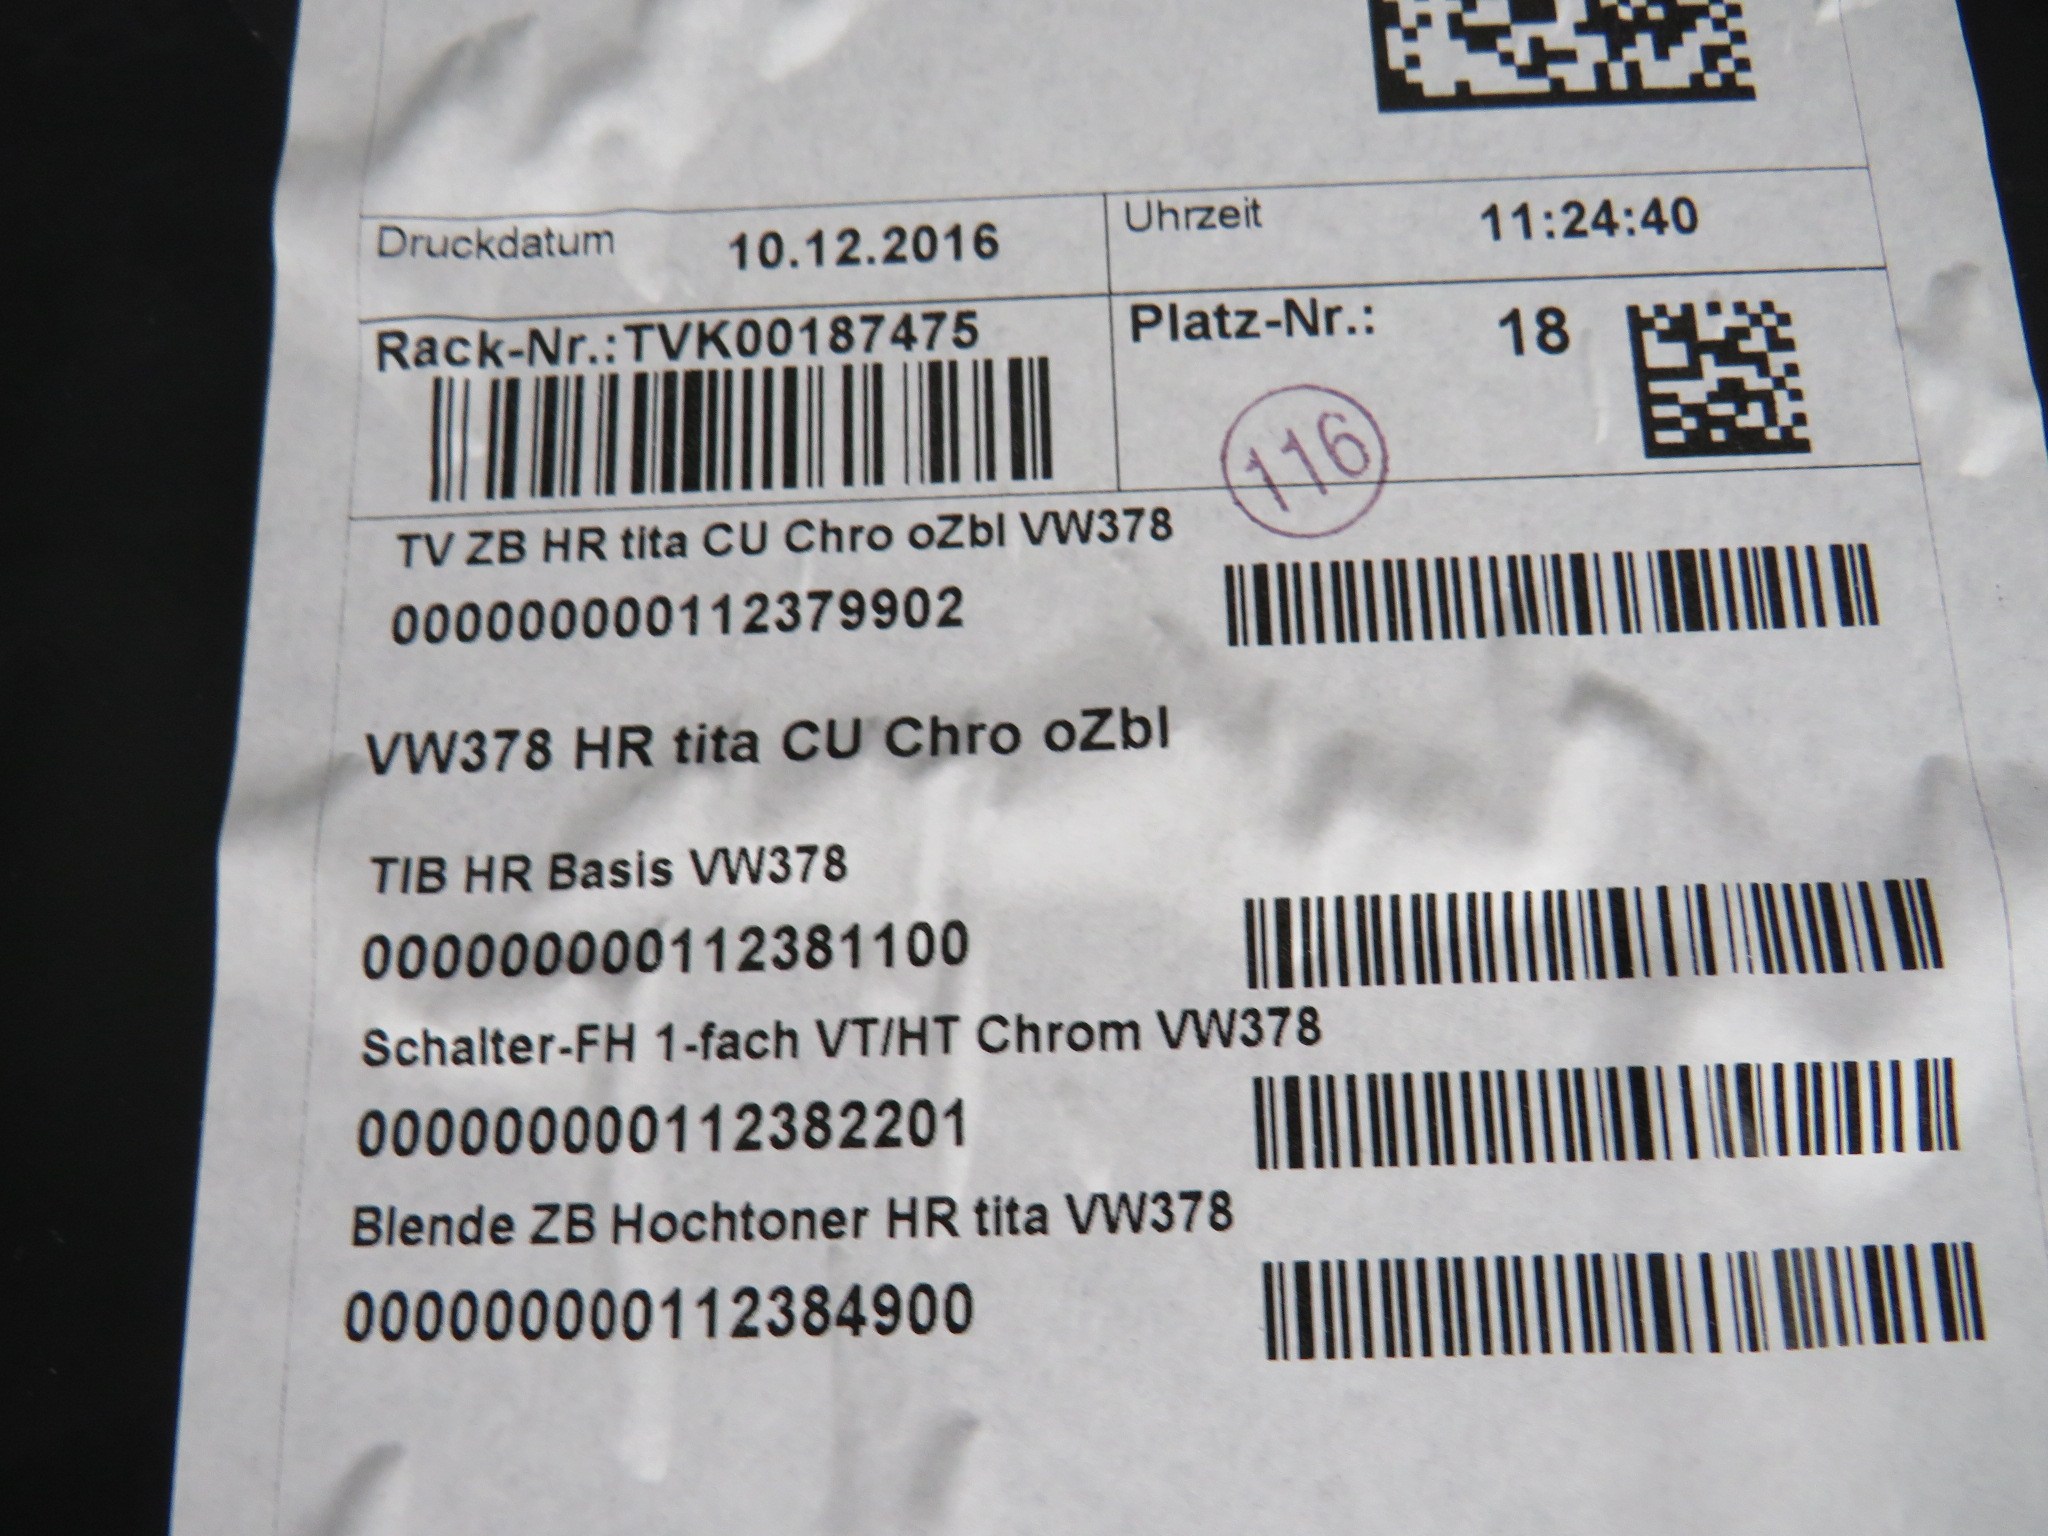 Druckdatum 10.12.2016 Uhrzeit 11:24:40
Rack-Nr.:TVK00187475 Platz-Nr.: 18
116
TV ZB HR tita CU Chro oZbl VW378
000000000112379902
VW378 HR tita CU Chro oZbl
TIB HR Basis VW378
000000000112381100
Schalter-FH 1-fach VT/HT Chrom VW378
000000000112382201
Blende ZB Hochtoner HR tita VW378
000000000112384900